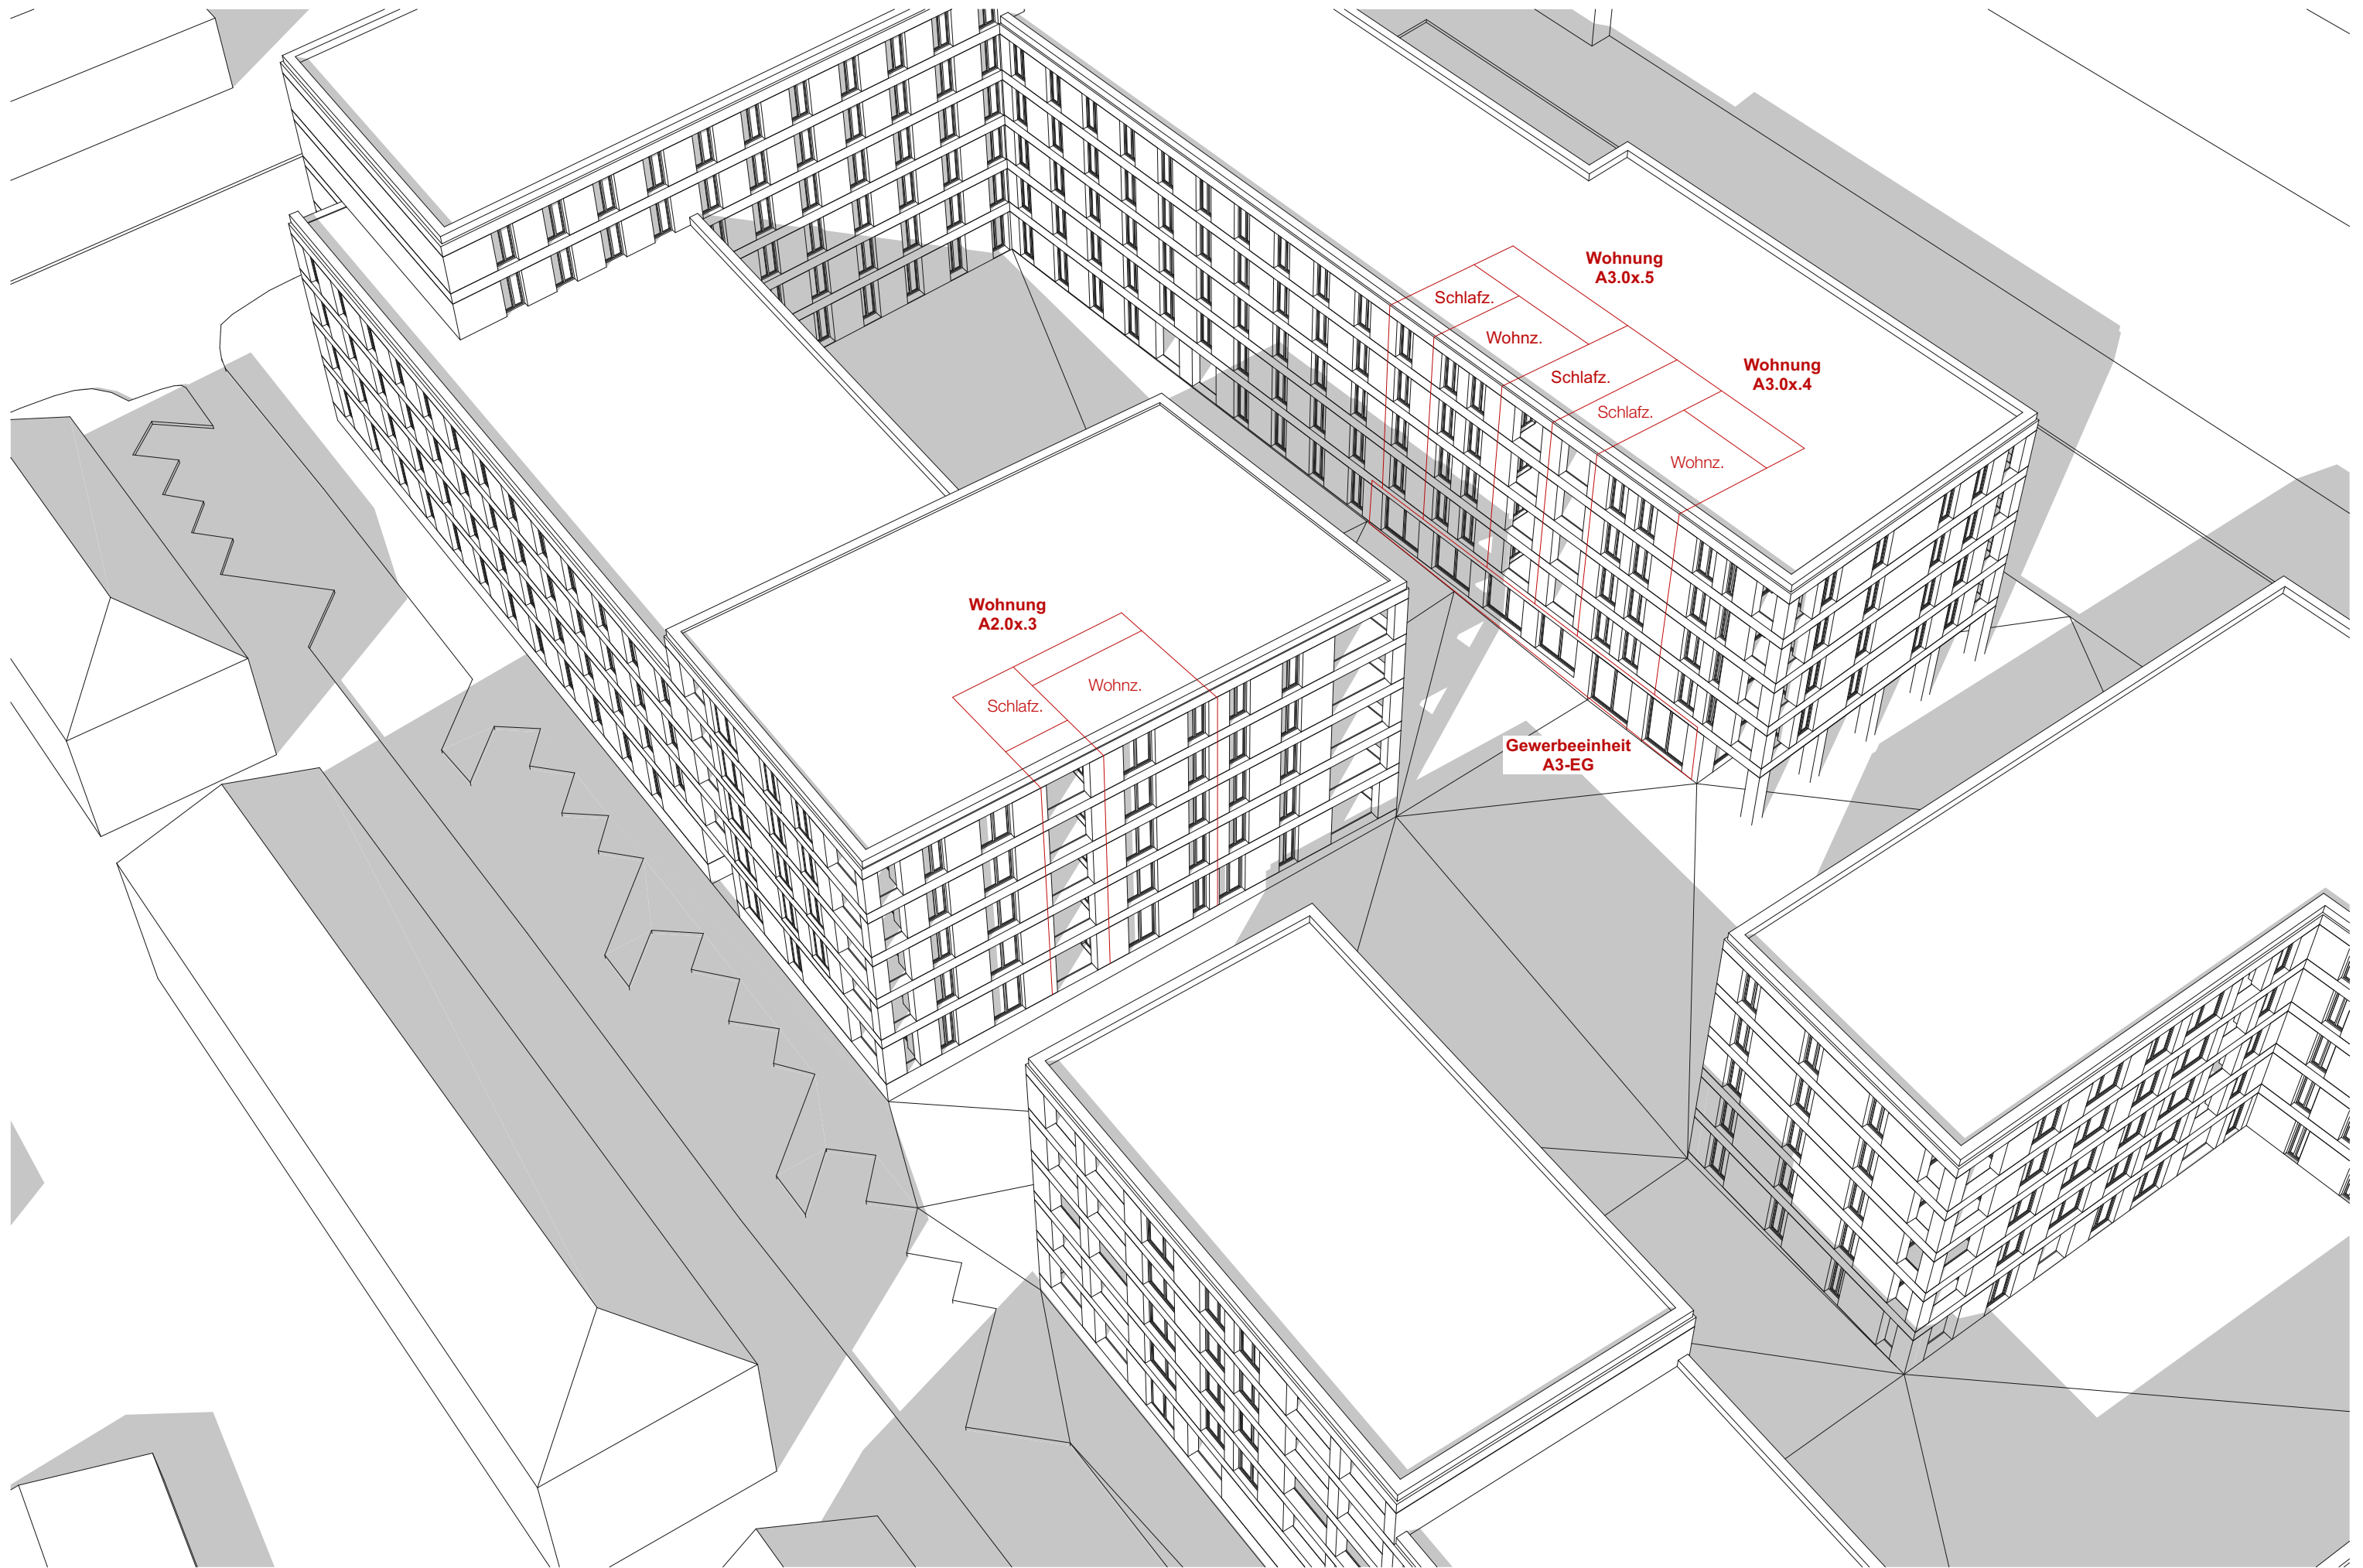 Wohnung
A3.0x.5
Schlafz.
Wohnz.
Wohnung
A3.0x.4
Schlafz.
Schlafz.
Wohnz.
Wohnung
A2.0x.3
Wohnz.
Schlafz.
Gewerbeeinheit
A3-EG